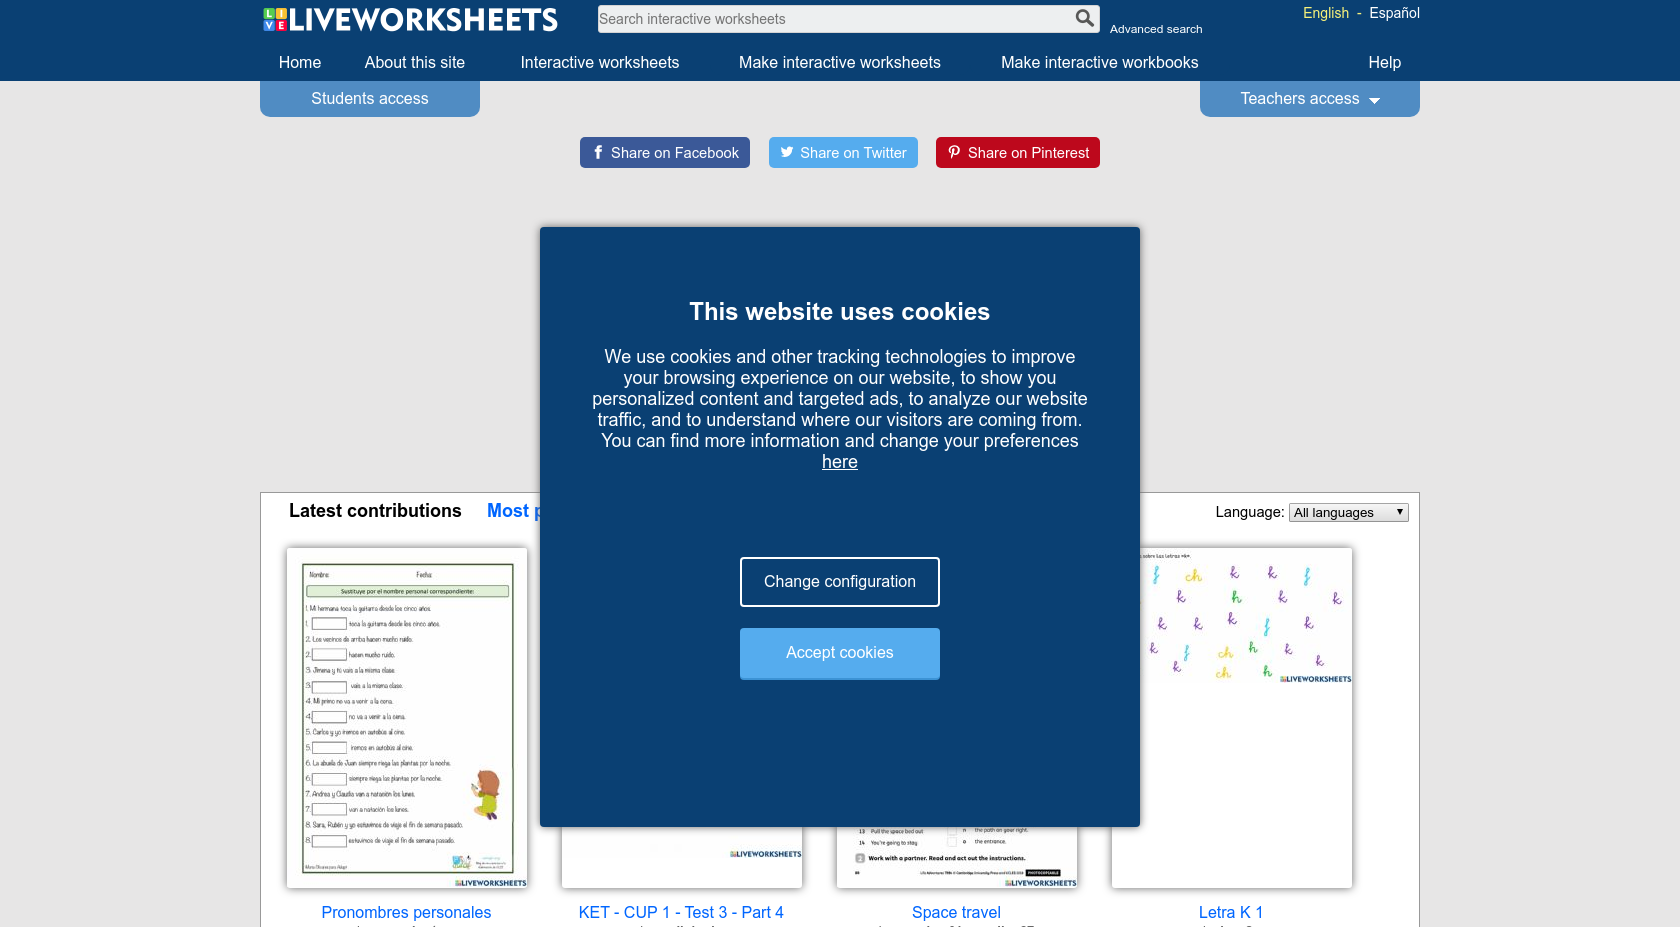 LIVE LIVEWORKSHEETS
Search interactive worksheets
Advanced search
English - Español
Home
About this site
Interactive worksheets
Make interactive worksheets
Make interactive workbooks
Help
Students access
Teachers access
Share on Facebook
Share on Twitter
Share on Pinterest
This website uses cookies
We use cookies and other tracking technologies to improve
your browsing experience on our website, to show you
personalized content and targeted ads, to analyze our website
traffic, and to understand where our visitors are coming from.
You can find more information and change your preferences
here
Change configuration
Accept cookies
Latest contributions
Most p
Language: All languages
Nombre: Fecha:
Sustituye por el nombre personal correspondiente:
1. Mi hermana toca la guitarra desde los cinco años.
1. toca la guitarra desde los cinco años.
2. Los vecinos de arriba hacen mucho ruido.
2. hacen mucho ruido.
3. Jimena y tú vais a la misma clase.
3. vais a la misma clase.
4. Mi primo no va a venir a la cena.
4. no va a venir a la cena.
5. Carlos y yo iremos en autobús al cine.
5. iremos en autobús al cine.
6. La abuela de Juan siempre riega las plantas por la noche.
6. siempre riega las plantas por la noche.
7. Andrea y Claudia van a natación los lunes.
7. van a natación los lunes.
8. Sara, Rubén y yo estuvimos de viaje el fin de semana pasado.
8. estuvimos de viaje el fin de semana pasado.
LIVEWORKSHEETS
LIVEWORKSHEETS
13 Pull the space bed out
n the path on your right.
14 You're going to stay
o the entrance.
2 Work with a partner. Read and act out the instructions.
PHOTOCOPIABLE
LIVEWORKSHEETS
sobre las letras «k».
f ch k k f
k h k k
k k k f k
k f ch h k
k ch h k
LIVEWORKSHEETS
Pronombres personales
KET - CUP 1 - Test 3 - Part 4
Space travel
Letra K 1